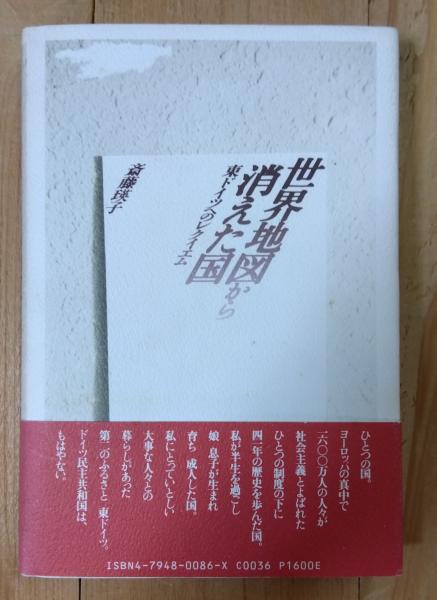 世界地図から
消えた国
東ドイツへのレクイエム
斎藤瑛子
ひとつの国。
ヨーロッパの真中で
一六〇〇万人の人々が
社会主義とよばれた
ひとつの制度の下に
四一年の歴史を歩んだ国。
私が半生を過ごし
娘、息子が生まれ
育ち、成人した国。
私にとっていとしい
大事な人々との
暮らしがあった
第二のふるさと 東ドイツ。
ドイツ民主共和国は、
もはやない。
ISBN4-7948-0086-X C0036 P1600E